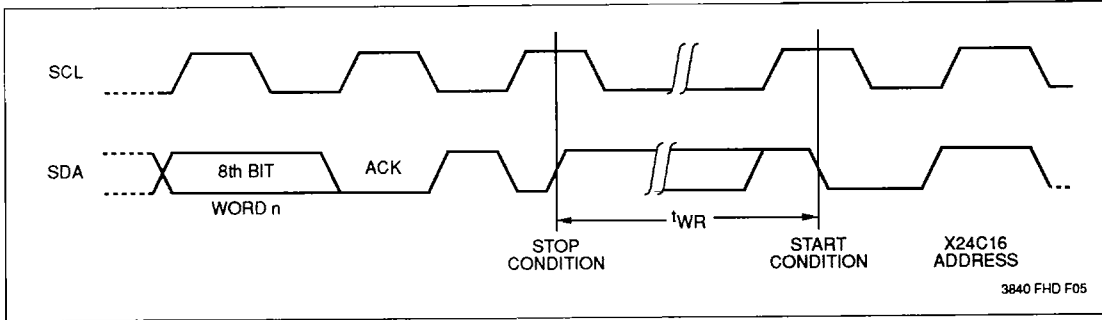 SCL
SDA
8th BIT
ACK
WORD n
tWR
STOP
CONDITION
START
CONDITION
X24C16
ADDRESS
3840 FHD F05